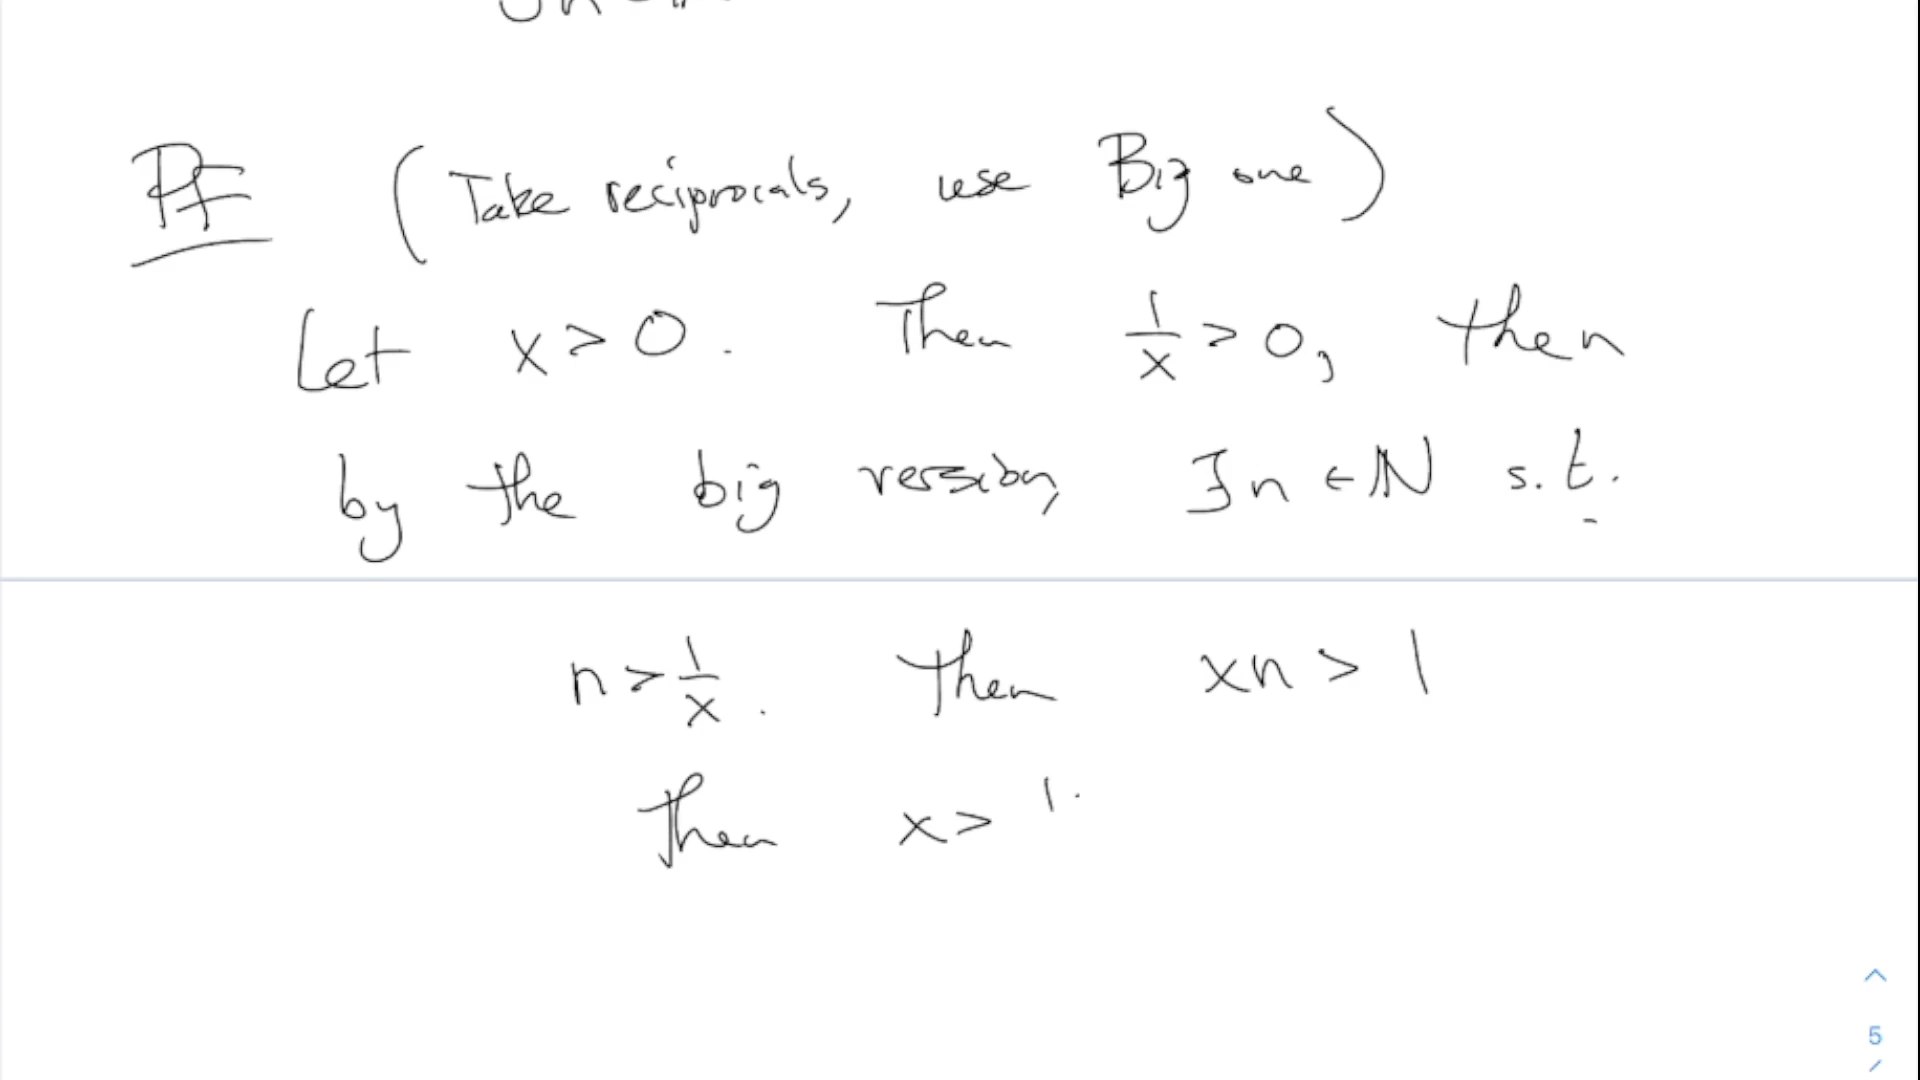 Pf (Take reciprocals, use Big one)
Let x > 0. Then 1/x > 0, then
by the big version, ∃n ∈ ℕ s.t.
n > 1/x. Then xn > 1
Then x > 1
5